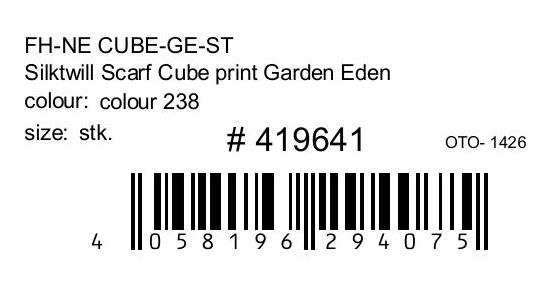 FH-NE CUBE-GE-ST
Silktwill Scarf Cube print Garden Eden
colour: colour 238
size: stk.
# 419641
OTO- 1426
4 058196 294075